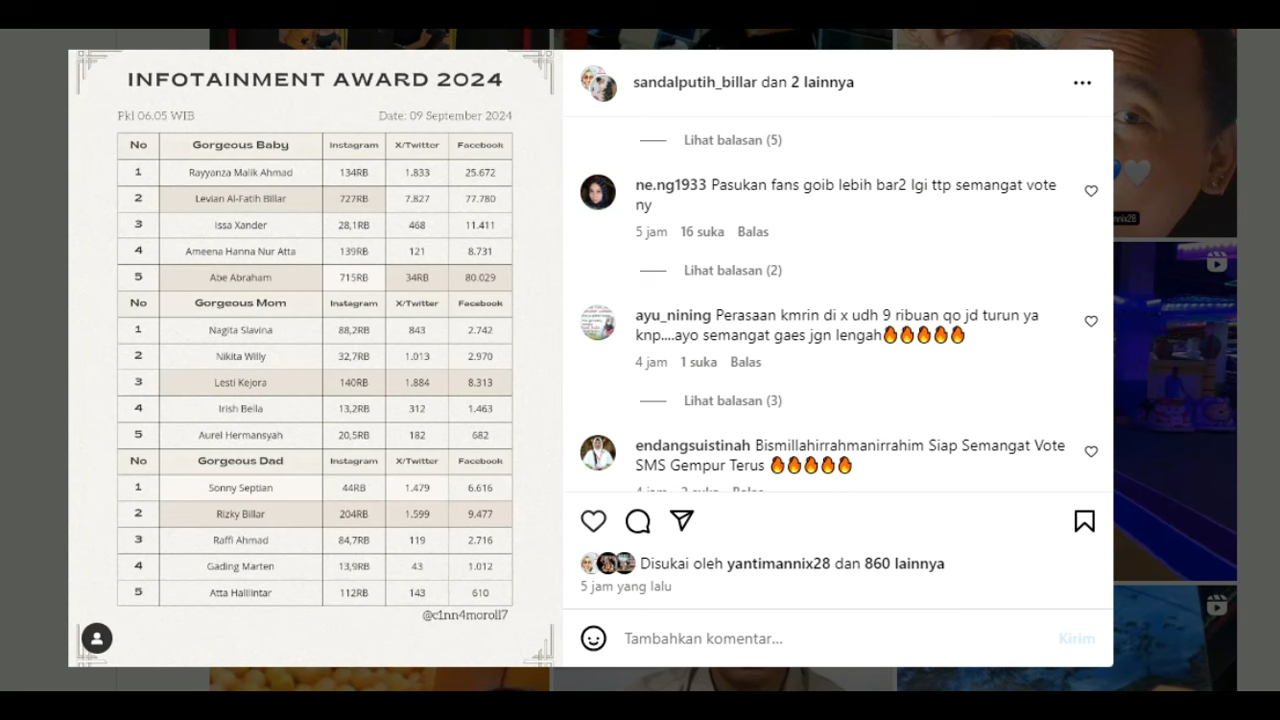 INFOTAINMENT AWARD 2024
Pkl 06.05 WIB Date: 09 September 2024
No Gorgeous Baby Instagram X/Twitter Facebook
1 Rayyanza Malik Ahmad 134RB 1.833 25.672
2 Levian Al-Fatih Billar 727RB 7.827 77.780
3 Issa Xander 28,1RB 468 11.411
4 Ameena Hanna Nur Atta 139RB 121 8.731
5 Abe Abraham 715RB 34RB 80.029
No Gorgeous Mom Instagram X/Twitter Facebook
1 Nagita Slavina 88,2RB 843 2.742
2 Nikita Willy 32,7RB 1.013 2.970
3 Lesti Kejora 140RB 1.884 8.313
4 Irish Bella 13,2RB 312 1.463
5 Aurel Hermansyah 20,5RB 182 682
No Gorgeous Dad Instagram X/Twitter Facebook
1 Sonny Septian 44RB 1.479 6.616
2 Rizky Billar 204RB 1.599 9.477
3 Raffi Ahmad 84,7RB 119 2.716
4 Gading Marten 13,9RB 43 1.012
5 Atta Halilintar 112RB 143 610
@c1nn4moroll7
sandalputih_billar dan 2 lainnya
Lihat balasan (5)
ne.ng1933 Pasukan fans goib lebih bar2 lgi ttp semangat vote
ny
5 jam 16 suka Balas
Lihat balasan (2)
ayu_nining Perasaan kmrin di x udh 9 ribuan qo jd turun ya
knp....ayo semangat gaes jgn lengah🔥🔥🔥🔥🔥
4 jam 1 suka Balas
Lihat balasan (3)
endangsuistinah Bismillahirrahmanirrahim Siap Semangat Vote
SMS Gempur Terus 🔥🔥🔥🔥🔥
Disukai oleh yantimannix28 dan 860 lainnya
5 jam yang lalu
Tambahkan komentar...
Kirim